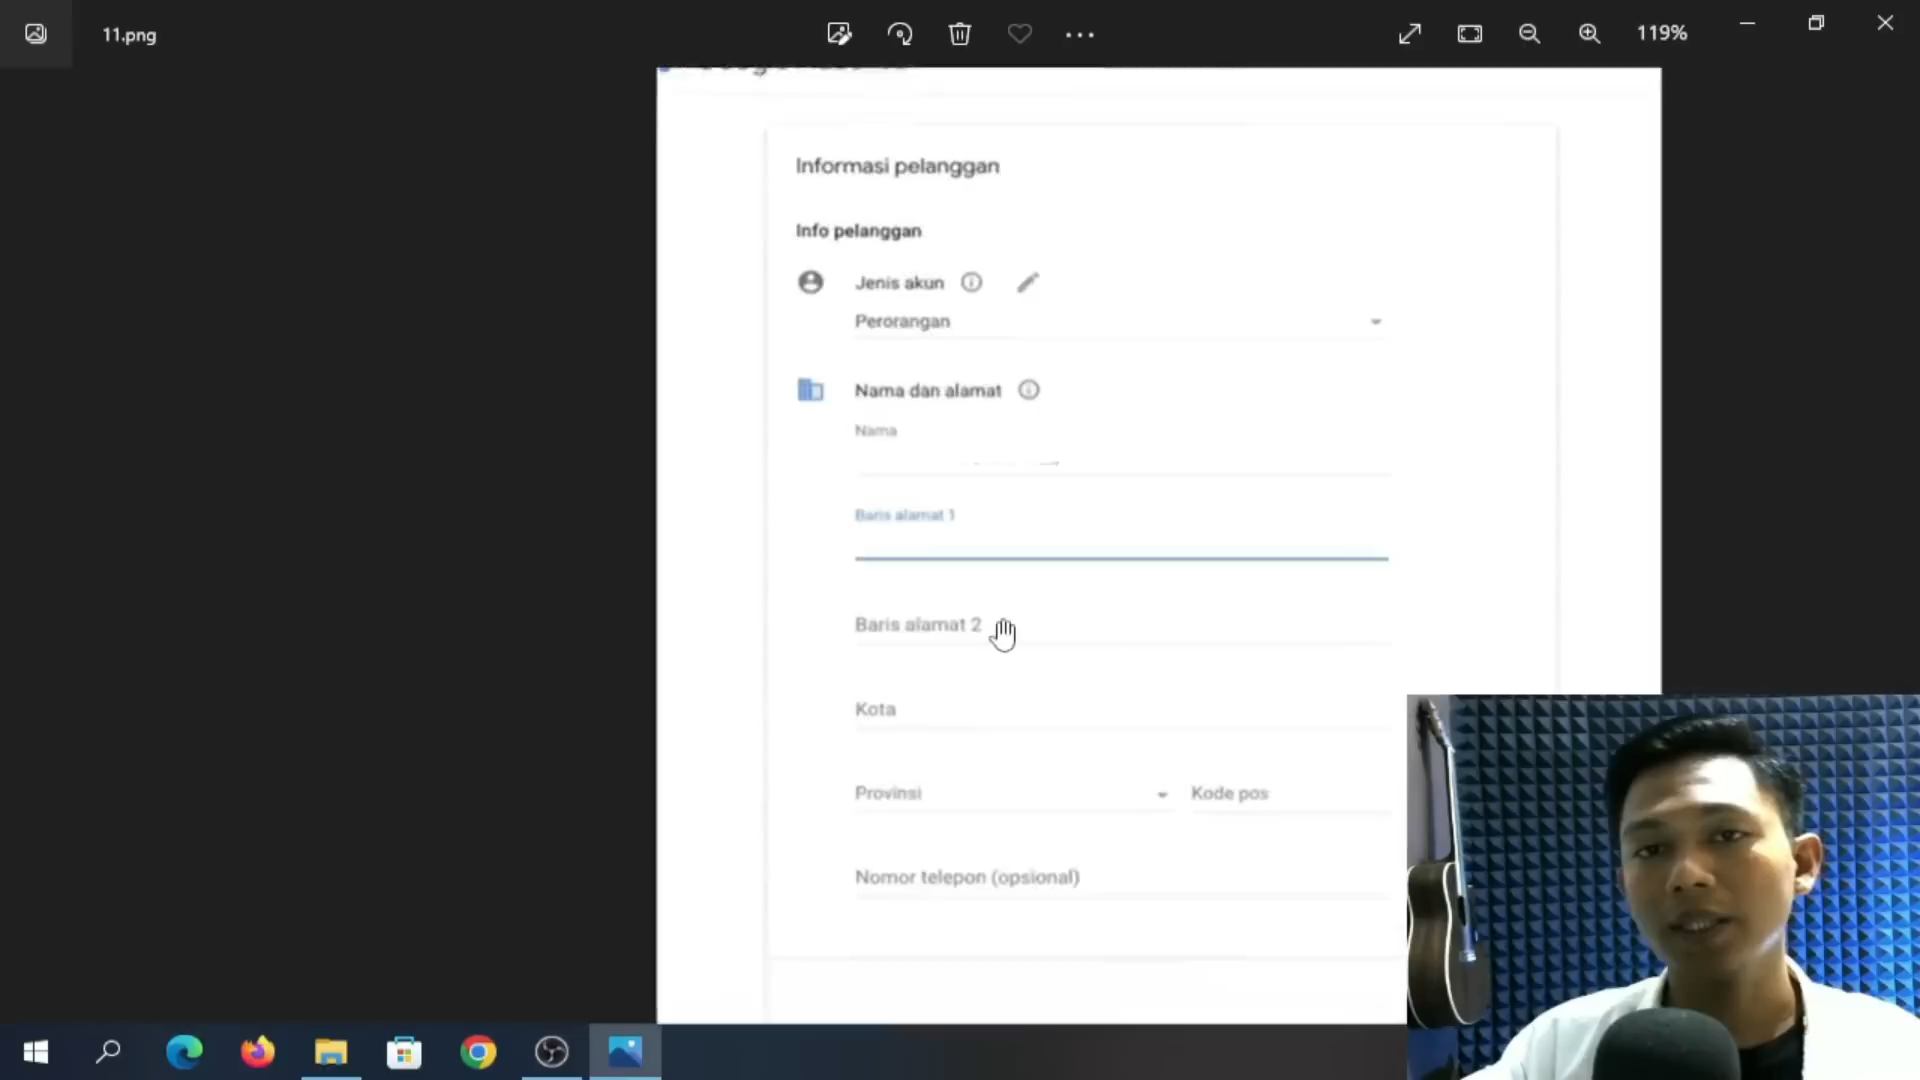 11.png
119%
Informasi pelanggan
Info pelanggan
Jenis akun
Perorangan
Nama dan alamat
Nama
Baris alamat 1
Baris alamat 2
Kota
Provinsi
Kode pos
Nomor telepon (opsional)